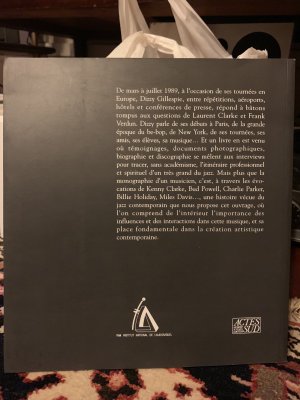 De mars à juillet 1989, à l'occasion de ses tournées en
Europe, Dizzy Gillespie, entre répétitions, aéroports,
hôtels et conférences de presse, répond à bâtons
rompus aux questions de Laurent Clarke et Frank
Verdun. Dizzy parle de ses débuts à Paris, de la grande
époque du be-bop, de New York, de ses tournées, ses
amis, ses élèves, sa musique... Et un livre en est venu
où témoignages, documents photographiques,
biographie et discographie se mêlent aux interviews
pour tracer, sans académisme, l'itinéraire professionnel
et spirituel d'un très grand du jazz. Mais plus que la
monographie d'un musicien, c'est, à travers les évo-
cations de Kenny Clarke, Bud Powell, Charlie Parker,
Billie Holiday, Miles Davis..., une histoire vécue du
jazz contemporain que nous propose cet ouvrage, où
l'on comprend de l'intérieur l'importance des
influences et des interactions dans cette musique, et sa
place fondamentale dans la création artistique
contemporaine.
INSTITUT NATIONAL DE L'AUDIOVISUEL
ACTES
SUD